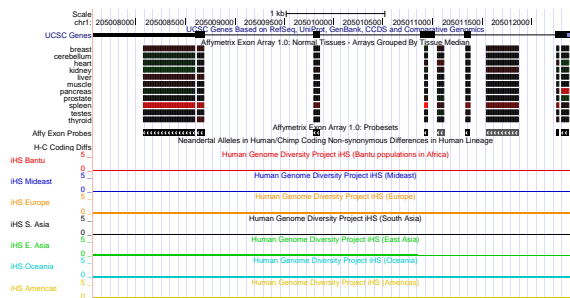 Scale 1 kb
chr1: 205008000 205008500 205009000 205009500 205010000 205010500 205011000 205011500 205012000
UCSC Genes Based on RefSeq, UniProt, GenBank, CCDS and Comparative Genomics
UCSC Genes
Affymetrix Exon Array 1.0: Normal Tissues - Arrays Grouped By Tissue Median
breast
cerebellum
heart
kidney
liver
muscle
pancreas
prostate
spleen
testes
thyroid
Affymetrix Exon Array 1.0: Probesets
Affy Exon Probes
Neandertal Alleles in Human/Chimp Coding Non-synonymous Differences in Human Lineage
H-C Coding Diffs
Human Genome Diversity Project iHS (Bantu populations in Africa)
5 _
iHS Bantu
0 _
Human Genome Diversity Project iHS (Mideast)
5 _
iHS Mideast
0 _
Human Genome Diversity Project iHS (Europe)
5 _
iHS Europe
0 _
Human Genome Diversity Project iHS (South Asia)
5 _
iHS S. Asia
0 _
Human Genome Diversity Project iHS (East Asia)
5 _
iHS E. Asia
0 _
Human Genome Diversity Project iHS (Oceania)
5 _
iHS Oceania
0 _
Human Genome Diversity Project iHS (Americas)
5 _
iHS Americas
0 _